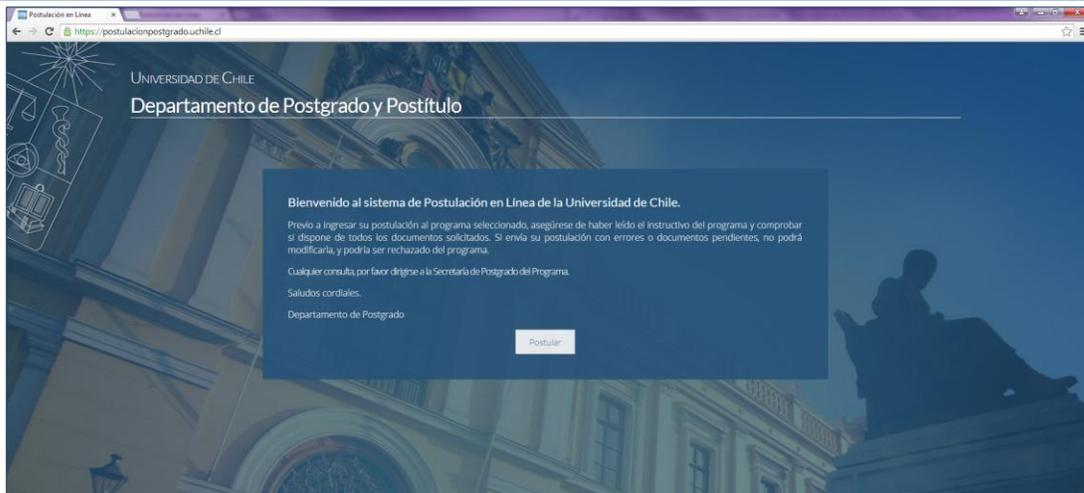 Postulación en Línea
https://postulacionpostgrado.uchile.cl
UNIVERSIDAD DE CHILE
Departamento de Postgrado y Postítulo
Bienvenido al sistema de Postulación en Línea de la Universidad de Chile.
Previo a ingresar su postulación al programa seleccionado, asegúrese de haber leído el instructivo del programa y comprobar
si dispone de todos los documentos solicitados. Si envía su postulación con errores o documentos pendientes, no podrá
modificarla, y podría ser rechazado del programa.
Cualquier consulta, por favor dirigirse a la Secretaría de Postgrado del Programa.
Saludos cordiales.
Departamento de Postgrado
Postular